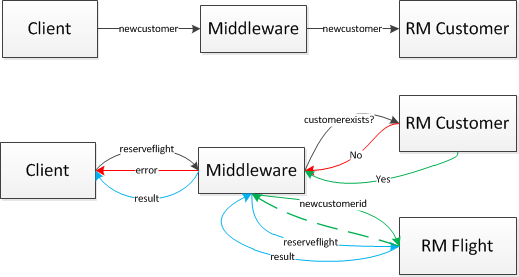 Client
newcustomer
Middleware
newcustomer
RM Customer
customerexists?
RM Customer
reserveflight
No
Client
error
Middleware
Yes
result
newcustomerid
reserveflight
RM Flight
result